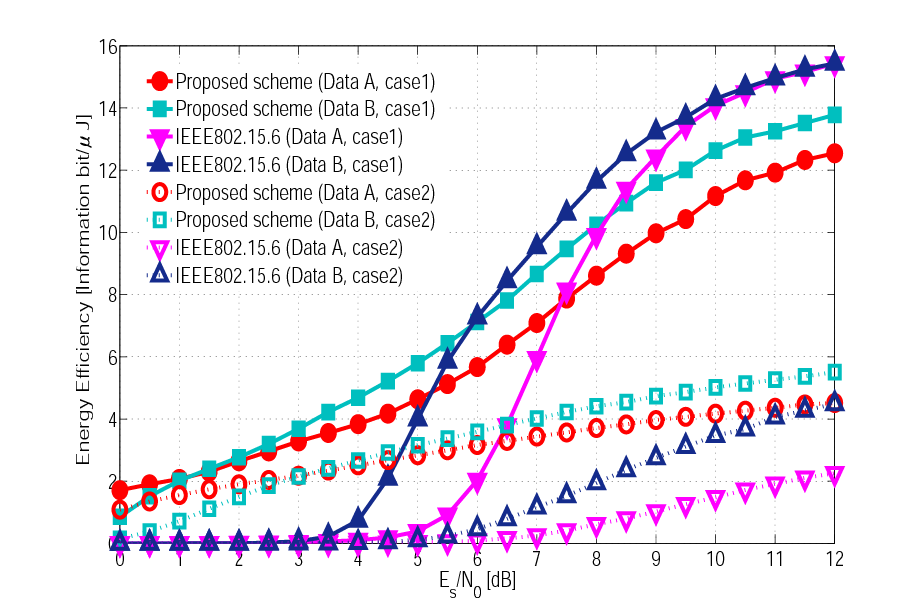 16
14
12
10
8
6
4
2
0
Energy Efficiency [Information bit/μ J]
Proposed scheme (Data A, case1)
Proposed scheme (Data B, case1)
IEEE802.15.6 (Data A, case1)
IEEE802.15.6 (Data B, case1)
Proposed scheme (Data A, case2)
Proposed scheme (Data B, case2)
IEEE802.15.6 (Data A, case2)
IEEE802.15.6 (Data B, case2)
0 1 2 3 4 5 6 7 8 9 10 11 12
Es/N0 [dB]